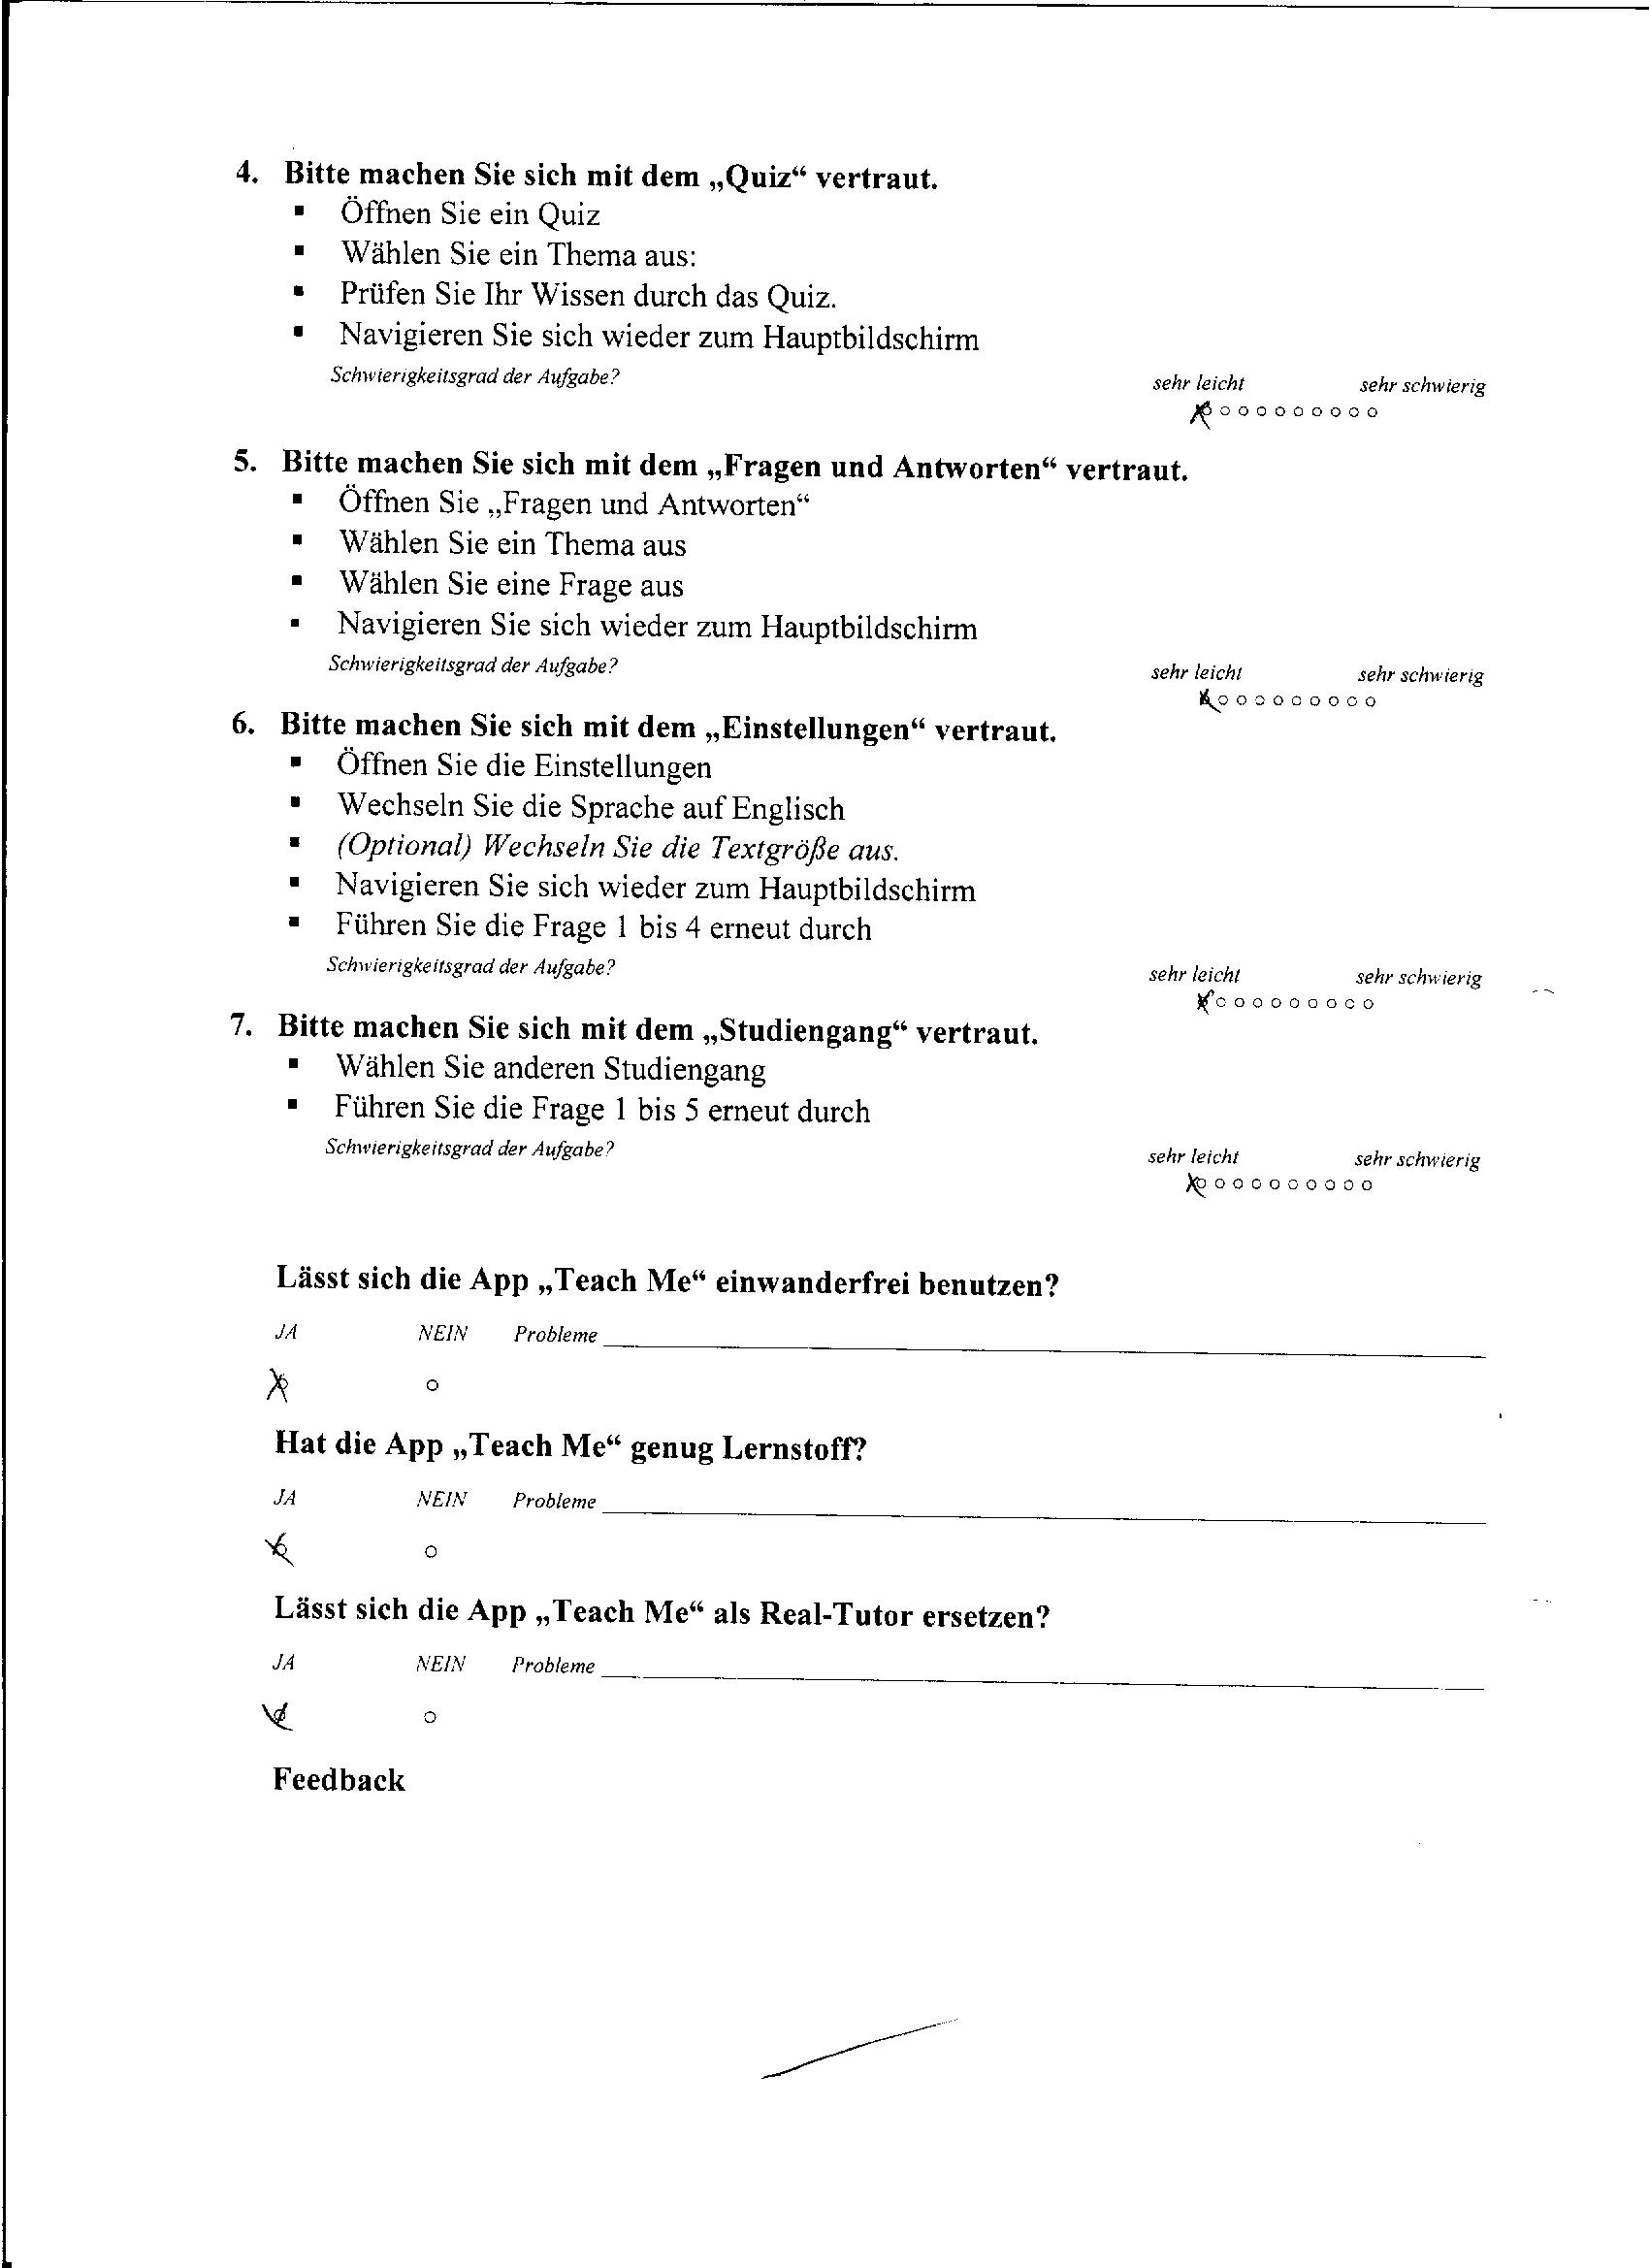 4. Bitte machen Sie sich mit dem „Quiz“ vertraut.
▪ Öffnen Sie ein Quiz
▪ Wählen Sie ein Thema aus:
▪ Prüfen Sie Ihr Wissen durch das Quiz.
▪ Navigieren Sie sich wieder zum Hauptbildschirm
Schwierigkeitsgrad der Aufgabe? sehr leicht sehr schwierig
5. Bitte machen Sie sich mit dem „Fragen und Antworten“ vertraut.
▪ Öffnen Sie „Fragen und Antworten“
▪ Wählen Sie ein Thema aus
▪ Wählen Sie eine Frage aus
▪ Navigieren Sie sich wieder zum Hauptbildschirm
Schwierigkeitsgrad der Aufgabe? sehr leicht sehr schwierig
6. Bitte machen Sie sich mit dem „Einstellungen“ vertraut.
▪ Öffnen Sie die Einstellungen
▪ Wechseln Sie die Sprache auf Englisch
▪ (Optional) Wechseln Sie die Textgröße aus.
▪ Navigieren Sie sich wieder zum Hauptbildschirm
▪ Führen Sie die Frage 1 bis 4 erneut durch
Schwierigkeitsgrad der Aufgabe? sehr leicht sehr schwierig
7. Bitte machen Sie sich mit dem „Studiengang“ vertraut.
▪ Wählen Sie anderen Studiengang
▪ Führen Sie die Frage 1 bis 5 erneut durch
Schwierigkeitsgrad der Aufgabe? sehr leicht sehr schwierig
Lässt sich die App „Teach Me“ einwanderfrei benutzen?
JA NEIN Probleme
Hat die App „Teach Me“ genug Lernstoff?
JA NEIN Probleme
Lässt sich die App „Teach Me“ als Real-Tutor ersetzen?
JA NEIN Probleme
Feedback